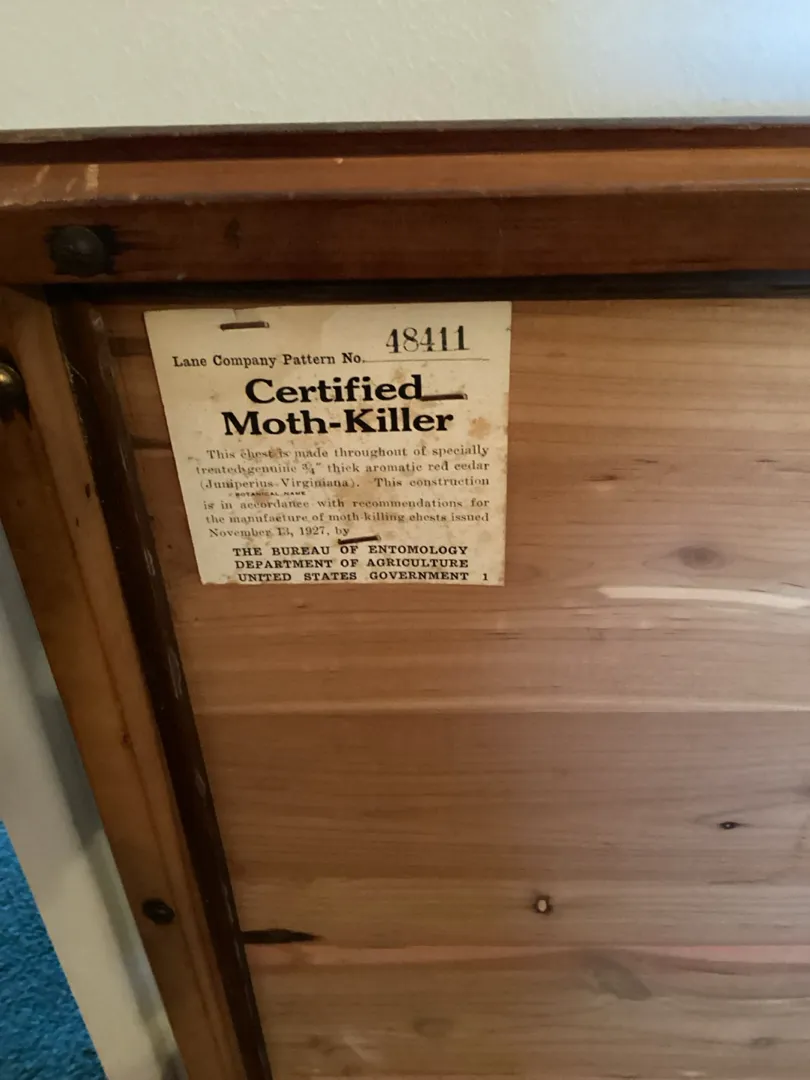 48411
Lane Company Pattern No.
Certified
Moth-Killer
This chest is made throughout of specially
treated genuine ¾" thick aromatic red cedar
(Juniperius Virginiana). This construction
BOTANICAL NAME
is in accordance with recommendations for
the manufacture of moth-killing chests issued
November 13, 1927, by
THE BUREAU OF ENTOMOLOGY
DEPARTMENT OF AGRICULTURE
UNITED STATES GOVERNMENT 1